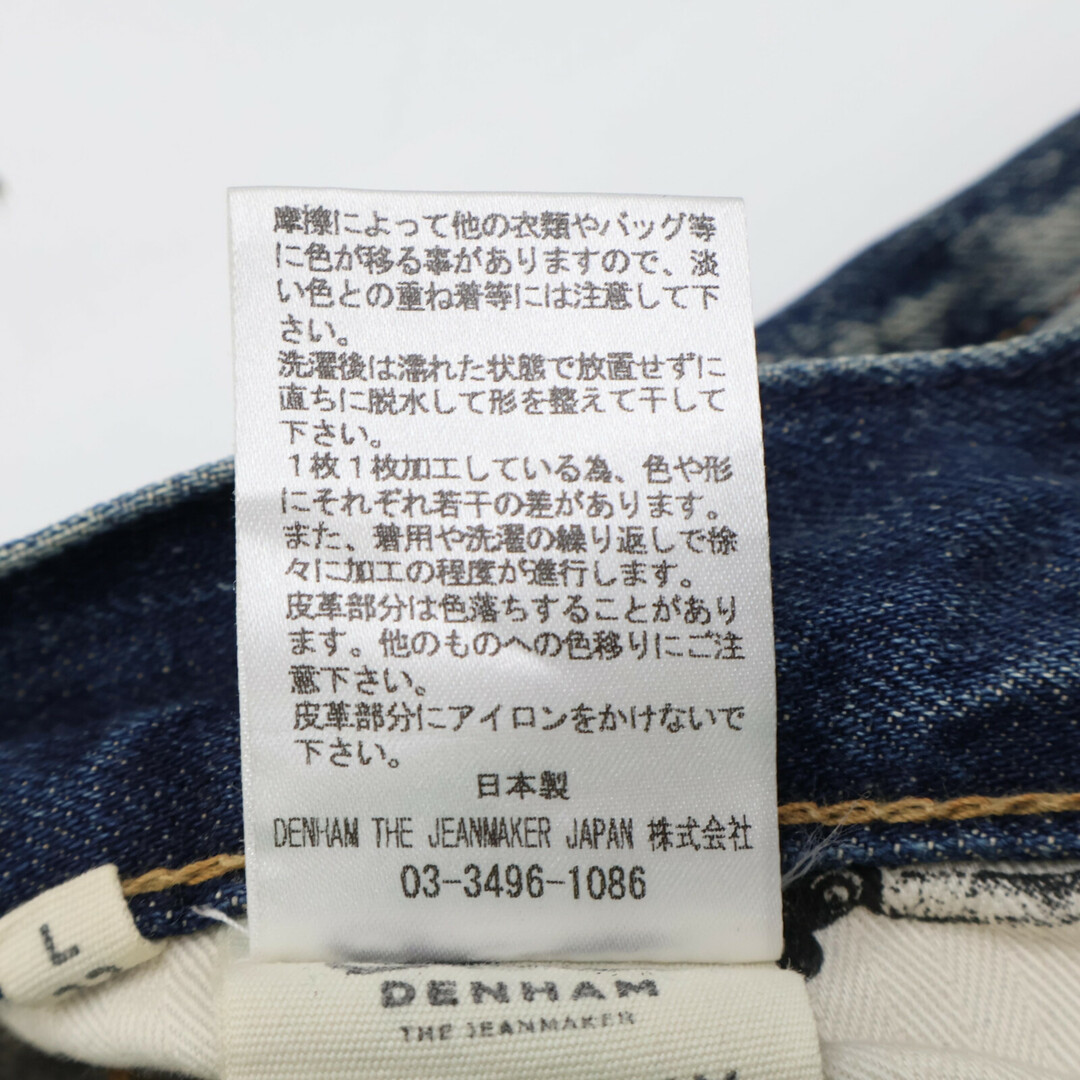 摩擦によって他の衣類やバッグ等
に色が移る事がありますので、淡
い色との重ね着等には注意して下
さい。
洗濯後は濡れた状態で放置せずに
直ちに脱水して形を整えて干して
下さい。
1枚1枚加工している為、色や形
にそれぞれ若干の差があります。
また、着用や洗濯の繰り返しで徐
々に加工の程度が進行します。
皮革部分は色落ちすることがあり
ます。他のものへの色移りにご注
意下さい。
皮革部分にアイロンをかけないで
下さい。
日本製
DENHAM THE JEANMAKER JAPAN 株式会社
03-3496-1086
L
DENHAM
THE JEANMAKER